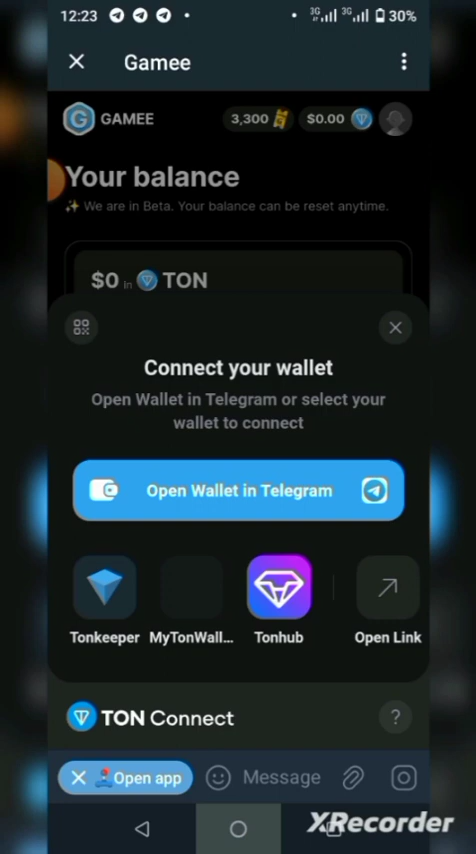 12:23
3G 3G 30%
Gamee
GAMEE
3,300
$0.00
Your balance
✨ We are in Beta. Your balance can be reset anytime.
$0 in TON
Connect your wallet
Open Wallet in Telegram or select your
wallet to connect
Open Wallet in Telegram
Tonkeeper
MyTonWall...
Tonhub
Open Link
TON Connect
?
Open app
Message
XRecorder